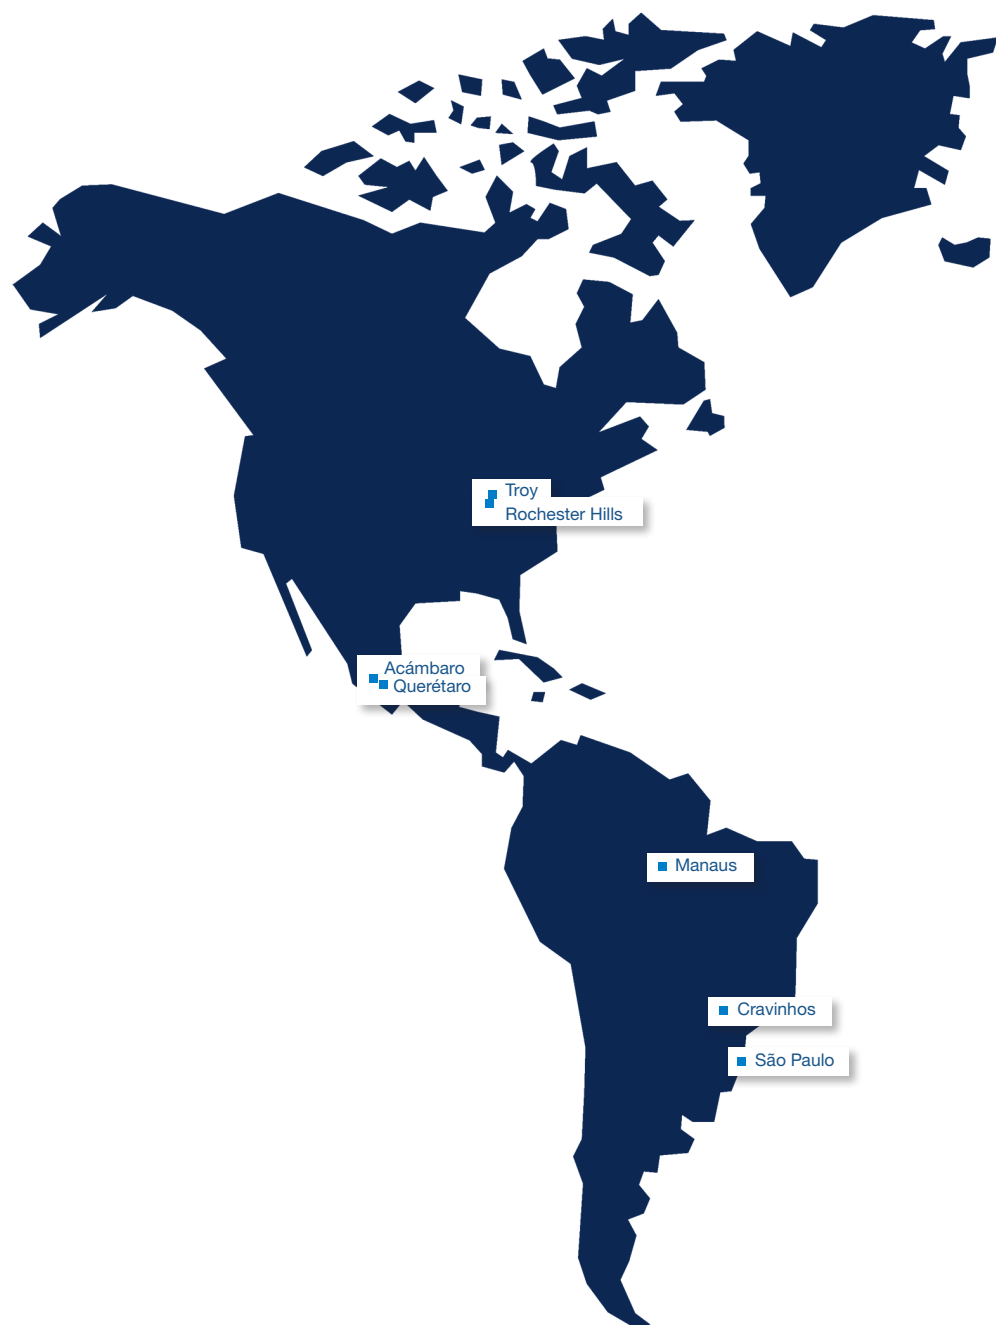 Troy
Rochester Hills
Acámbaro
Querétaro
Manaus
Cravinhos
São Paulo